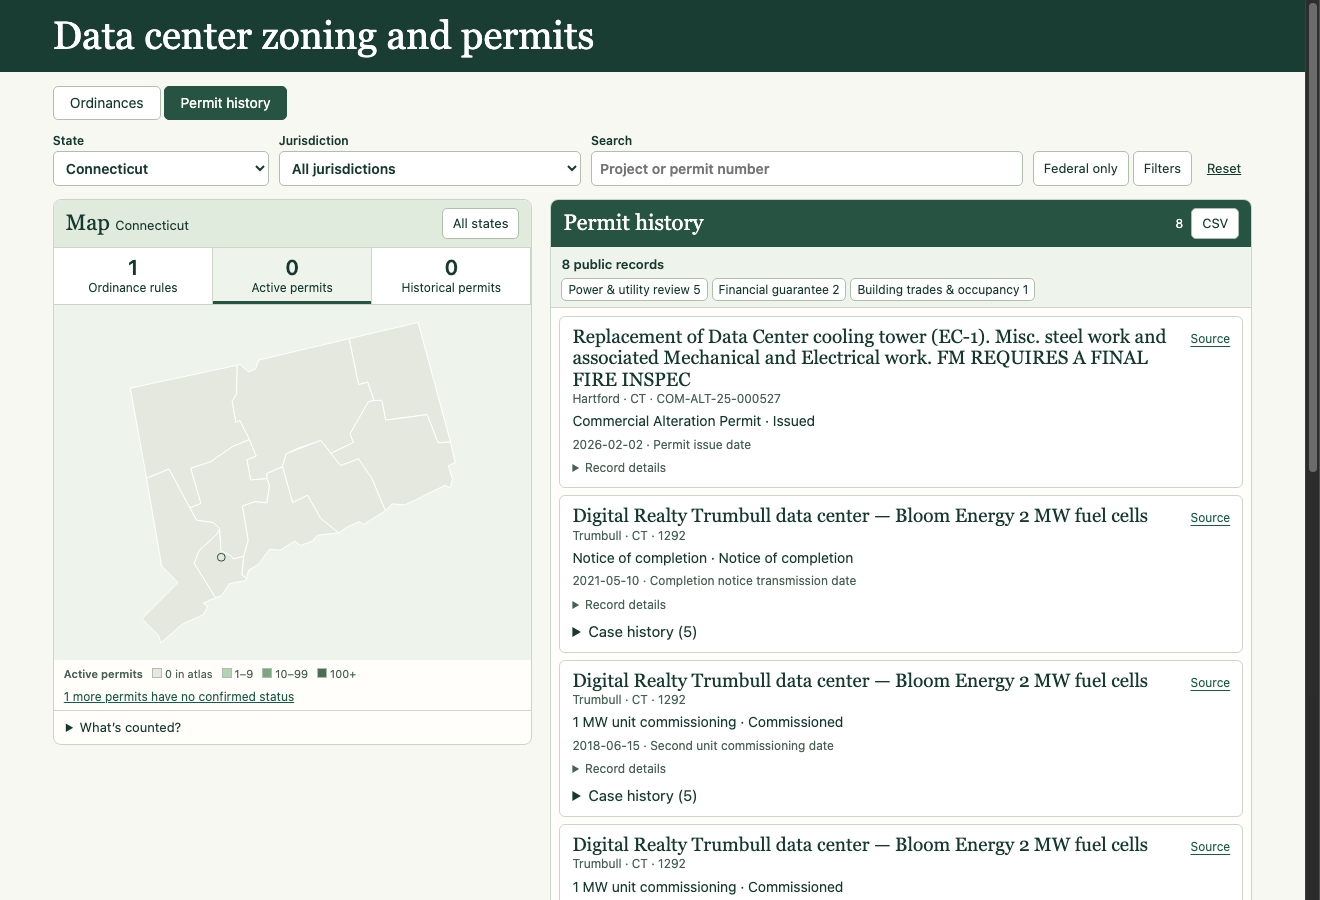 Data center zoning and permits
Ordinances
Permit history
State
Jurisdiction
Search
Connecticut
All jurisdictions
Project or permit number
Federal only
Filters
Reset
Map Connecticut
All states
1
Ordinance rules
0
Active permits
0
Historical permits
Active permits
0 in atlas
1–9
10–99
100+
1 more permits have no confirmed status
What's counted?
Permit history
8
CSV
8 public records
Power & utility review 5
Financial guarantee 2
Building trades & occupancy 1
Replacement of Data Center cooling tower (EC-1). Misc. steel work and
associated Mechanical and Electrical work. FM REQUIRES A FINAL
FIRE INSPEC
Source
Hartford · CT · COM-ALT-25-000527
Commercial Alteration Permit · Issued
2026-02-02 · Permit issue date
Record details
Digital Realty Trumbull data center — Bloom Energy 2 MW fuel cells
Source
Trumbull · CT · 1292
Notice of completion · Notice of completion
2021-05-10 · Completion notice transmission date
Record details
Case history (5)
Digital Realty Trumbull data center — Bloom Energy 2 MW fuel cells
Source
Trumbull · CT · 1292
1 MW unit commissioning · Commissioned
2018-06-15 · Second unit commissioning date
Record details
Case history (5)
Digital Realty Trumbull data center — Bloom Energy 2 MW fuel cells
Source
Trumbull · CT · 1292
1 MW unit commissioning · Commissioned